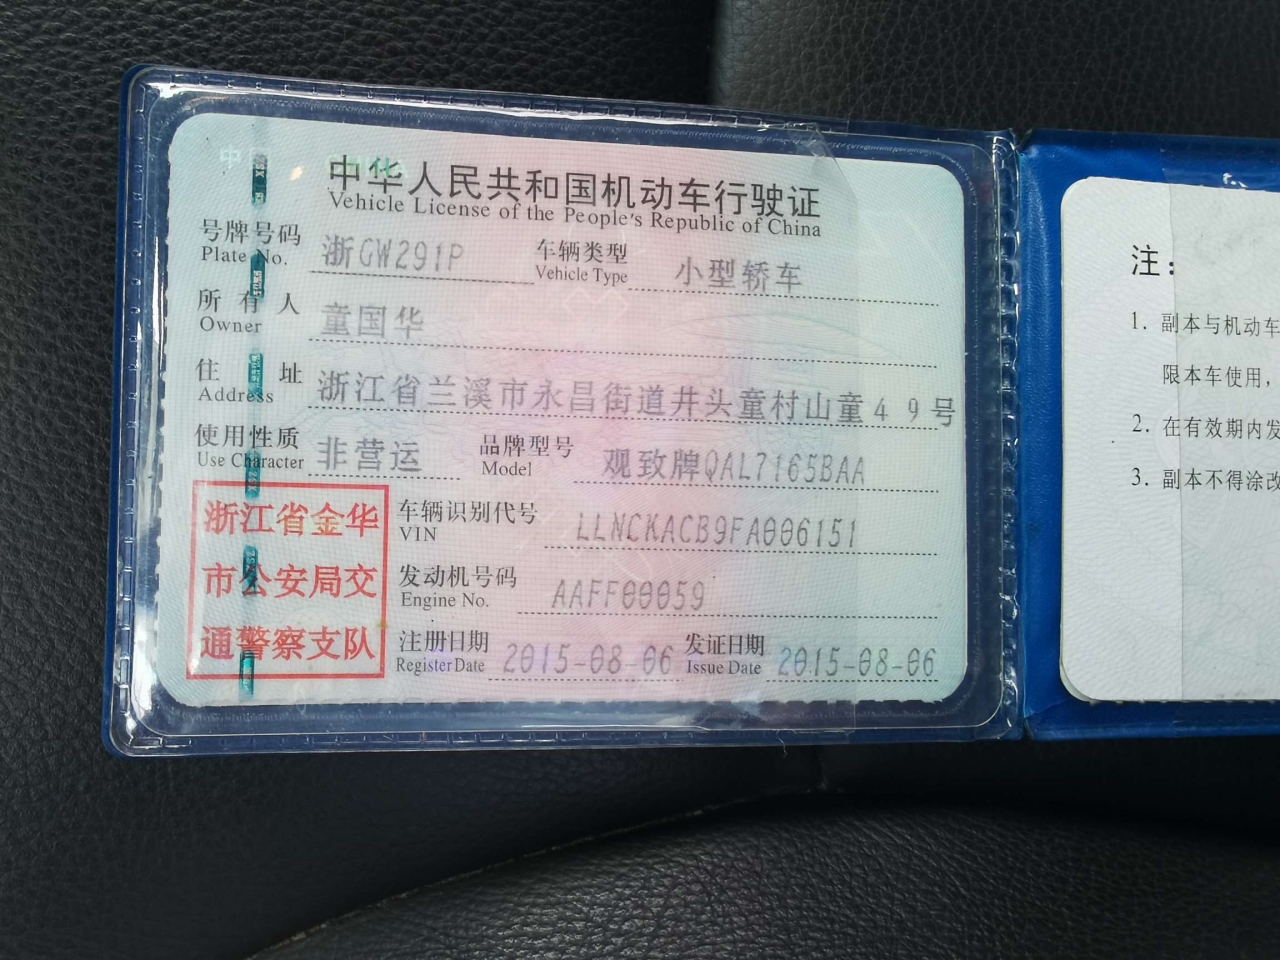 中华人民共和国机动车行驶证
Vehicle License of the People's Republic of China
号牌号码 浙GW291P 车辆类型 小型轿车
Plate No. Vehicle Type
所有人 童国华
Owner
住址 浙江省兰溪市永昌街道井头童村山童49号
Address
使用性质 非营运 品牌型号 观致牌QAL7165BAA
Use Character Model
浙江省金华
市公安局交
通警察支队
车辆识别代号 LLNCKACB9FA006151
VIN
发动机号码 AAFF00059
Engine No.
注册日期 2015-08-06 发证日期 2015-08-06
Register Date Issue Date
注:
1. 副本与机动车
限本车使用,
2. 在有效期内发
3. 副本不得涂改